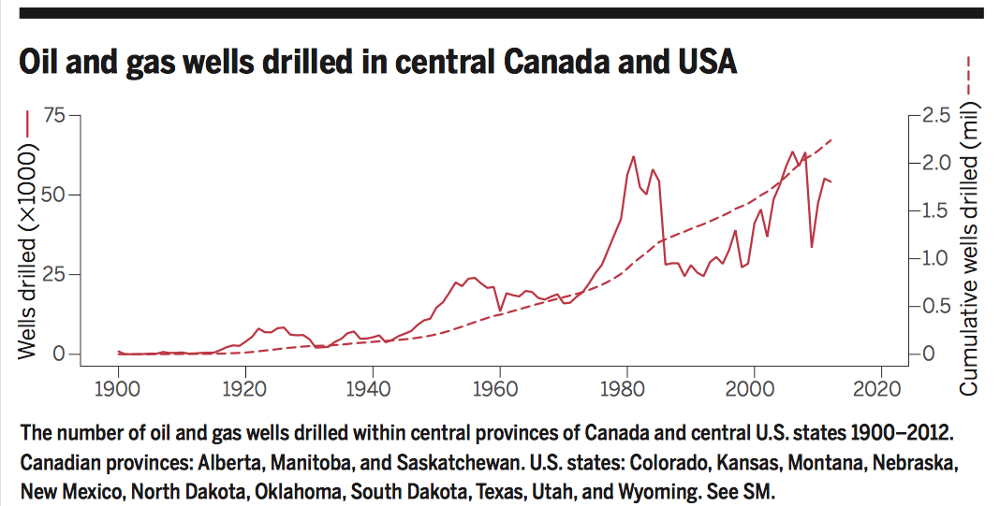 Oil and gas wells drilled in central Canada and USA
Wells drilled (×1000)
75
50
25
0
2.5
2.0
1.5
1.0
0.5
0
Cumulative wells drilled (mil)
1900 1920 1940 1960 1980 2000 2020
The number of oil and gas wells drilled within central provinces of Canada and central U.S. states 1900–2012.
Canadian provinces: Alberta, Manitoba, and Saskatchewan. U.S. states: Colorado, Kansas, Montana, Nebraska,
New Mexico, North Dakota, Oklahoma, South Dakota, Texas, Utah, and Wyoming. See SM.